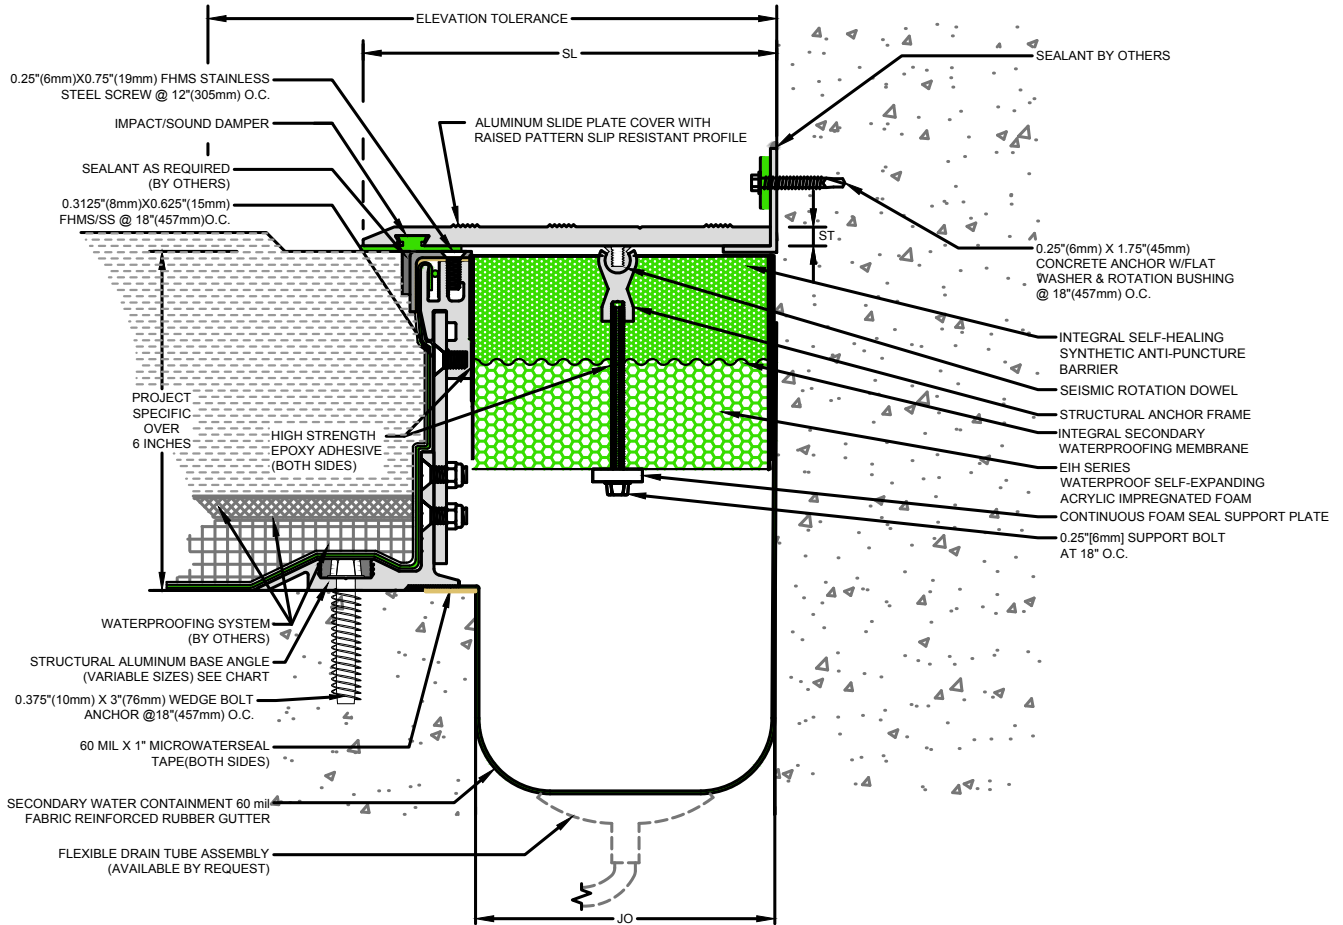 ELEVATION TOLERANCE
SL
0.25"(6mm)X0.75"(19mm) FHMS STAINLESS
STEEL SCREW @ 12"(305mm) O.C.
IMPACT/SOUND DAMPER
SEALANT AS REQUIRED
(BY OTHERS)
0.3125"(8mm)X0.625"(15mm)
FHMS/SS @ 18"(457mm)O.C.
ALUMINUM SLIDE PLATE COVER WITH
RAISED PATTERN SLIP RESISTANT PROFILE
SEALANT BY OTHERS
ST
0.25"(6mm) X 1.75"(45mm)
CONCRETE ANCHOR W/FLAT
WASHER & ROTATION BUSHING
@ 18"(457mm) O.C.
INTEGRAL SELF-HEALING
SYNTHETIC ANTI-PUNCTURE
BARRIER
SEISMIC ROTATION DOWEL
STRUCTURAL ANCHOR FRAME
INTEGRAL SECONDARY
WATERPROOFING MEMBRANE
EIH SERIES
WATERPROOF SELF-EXPANDING
ACRYLIC IMPREGNATED FOAM
CONTINUOUS FOAM SEAL SUPPORT PLATE
0.25"[6mm] SUPPORT BOLT
AT 18" O.C.
PROJECT
SPECIFIC
OVER
6 INCHES
HIGH STRENGTH
EPOXY ADHESIVE
(BOTH SIDES)
WATERPROOFING SYSTEM
(BY OTHERS)
STRUCTURAL ALUMINUM BASE ANGLE
(VARIABLE SIZES) SEE CHART
0.375"(10mm) X 3"(76mm) WEDGE BOLT
ANCHOR @18"(457mm) O.C.
60 MIL X 1" MICROWATERSEAL
TAPE(BOTH SIDES)
SECONDARY WATER CONTAINMENT 60 mil
FABRIC REINFORCED RUBBER GUTTER
FLEXIBLE DRAIN TUBE ASSEMBLY
(AVAILABLE BY REQUEST)
JO